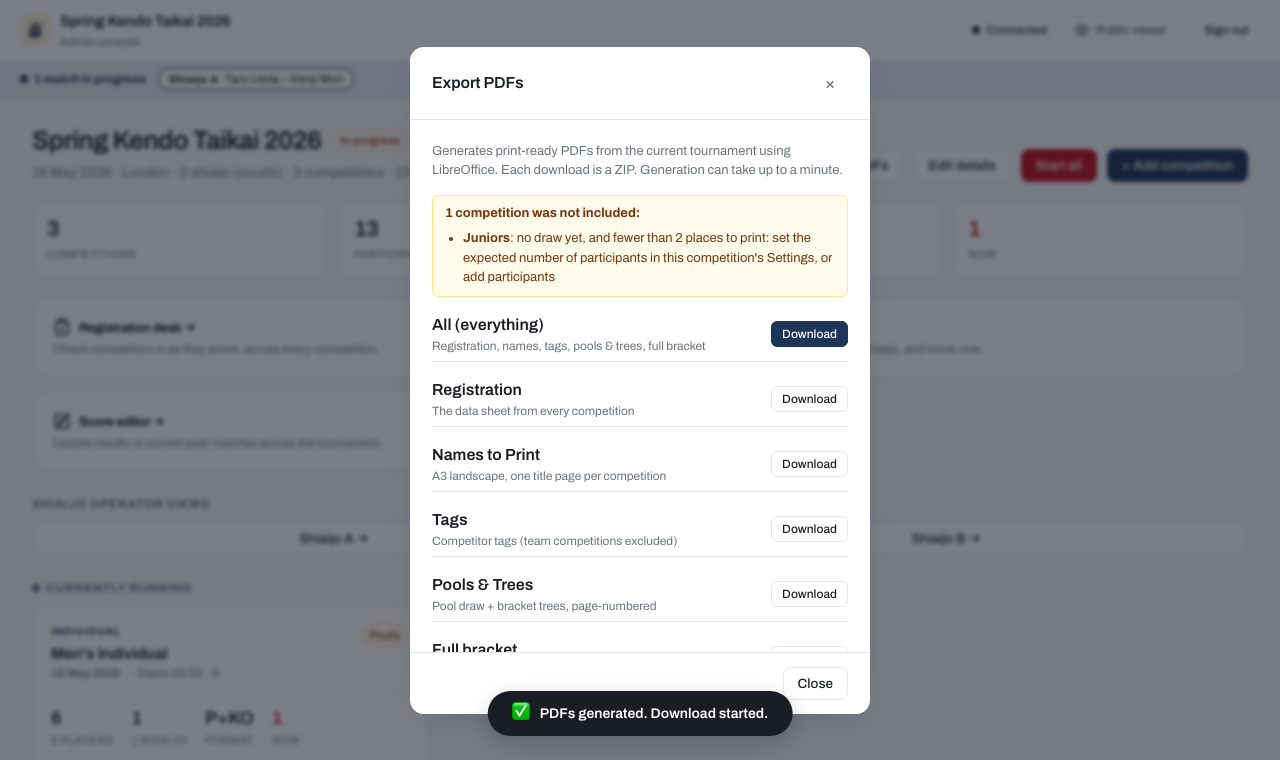 Spring Kendo Taikai 2026
Admin console
Connected
Public viewer
Sign out
1 match in progress
Shiaijo A Taro Ueda – Kenji Mori
Spring Kendo Taikai 2026
In progress
16 May 2026 · London · 2 shiaijo (courts) · 3 competitions · 13
Edit details
Start all
+ Add competition
3
COMPETITIONS
13
1
NOW
Registration desk →
Check competitors in as they arrive, across every competition.
and move one.
Score editor →
Update results or correct past matches across the tournament.
SHIAIJO OPERATOR VIEWS
Shiaijo A →
Shiaijo B →
CURRENTLY RUNNING
INDIVIDUAL
Pools
Men's Individual
16 May 2026
6
1
P+KO
1
6 PLAYERS
1 SHIAIJO
FORMAT
NOW
Export PDFs
×
Generates print-ready PDFs from the current tournament using
LibreOffice. Each download is a ZIP. Generation can take up to a minute.
1 competition was not included:
• Juniors: no draw yet, and fewer than 2 places to print: set the
expected number of participants in this competition's Settings, or
add participants
All (everything)
Registration, names, tags, pools & trees, full bracket
Download
Registration
The data sheet from every competition
Download
Names to Print
A3 landscape, one title page per competition
Download
Tags
Competitor tags (team competitions excluded)
Download
Pools & Trees
Pool draw + bracket trees, page-numbered
Download
Full bracket
Close
✅ PDFs generated. Download started.